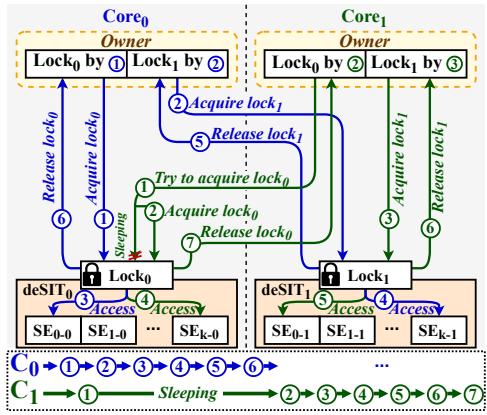 Core₀
Core₁
Owner
Owner
Lock₀ by ①
Lock₁ by ②
Lock₀ by ②
Lock₁ by ③
② Acquire lock₁
⑤ Release lock₁
Release lock₀
⑥
Acquire lock₀
①
① Try to acquire lock₀
Sleeping
② Acquire lock₀
⑦ Release lock₀
Acquire lock₁
③
Release lock₁
⑥
Lock₀
Lock₁
deSIT₀
③ Access
④ Access
deSIT₁
⑤ Access
④ Access
SE₀₋₀
SE₁₋₀
...
SEₖ₋₀
SE₀₋₁
SE₁₋₁
...
SEₖ₋₁
C₀ ① ② ③ ④ ⑤ ⑥ ...
C₁ ① Sleeping ② ③ ④ ⑤ ⑥ ⑦